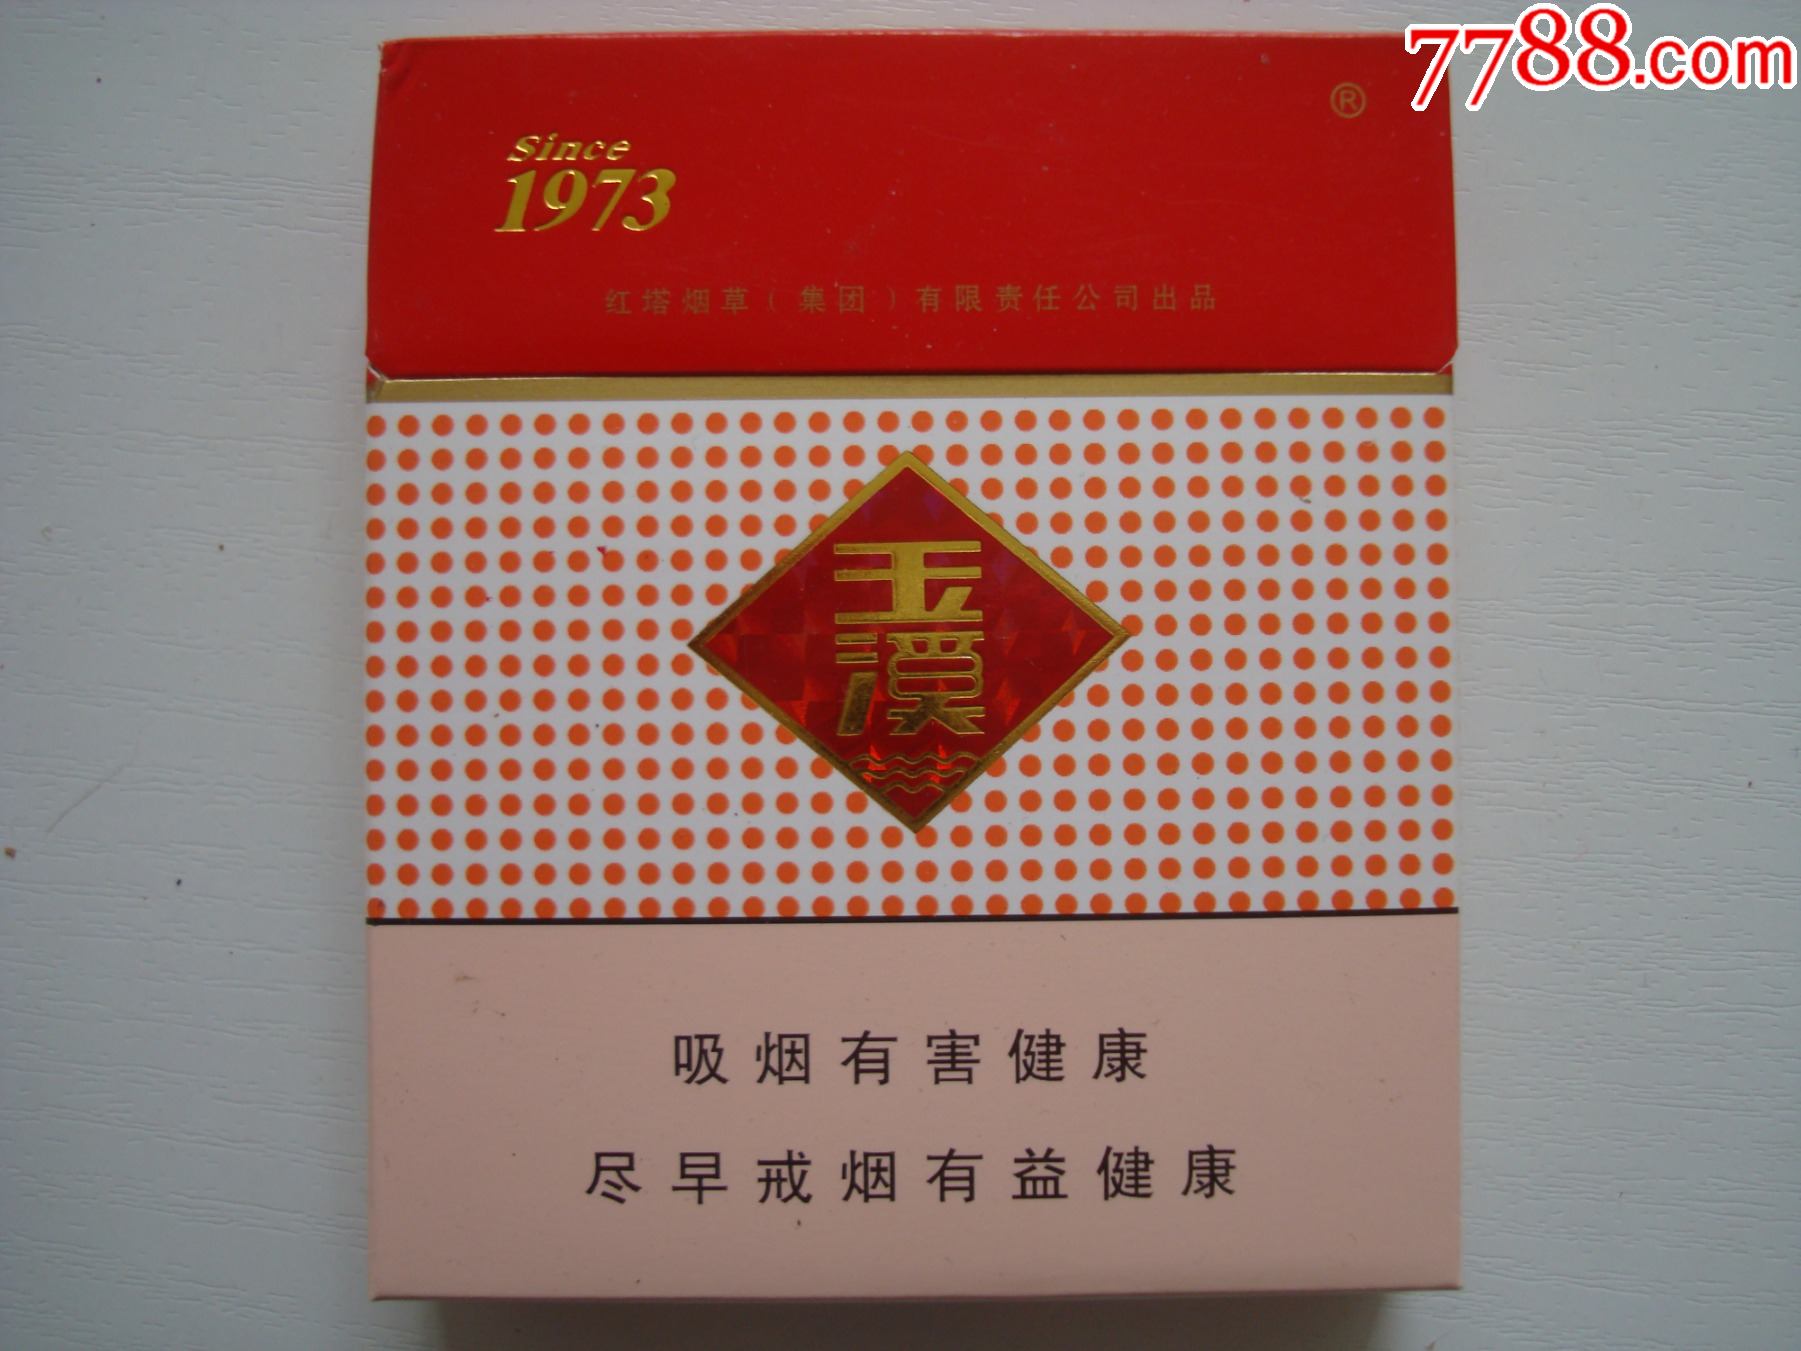 7788.com
®
Since
1973
红塔烟草(集团)有限责任公司出品
玉
溪
吸烟有害健康
尽早戒烟有益健康